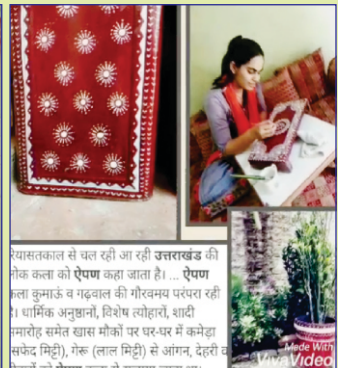 रियासतकाल से चल रही आ रही उत्तराखंड की
लोक कला को ऐपण कहा जाता है। ... ऐपण
कला कुमाऊं व गढ़वाल की गौरवमय परंपरा रही
है। धार्मिक अनुष्ठानों, विशेष त्योहारों, शादी
समारोह समेत खास मौकों पर घर-घर में कमेड़ा
(सफेद मिट्टी), गेरू (लाल मिट्टी) से आंगन, देहरी व
Made With
VivaVideo